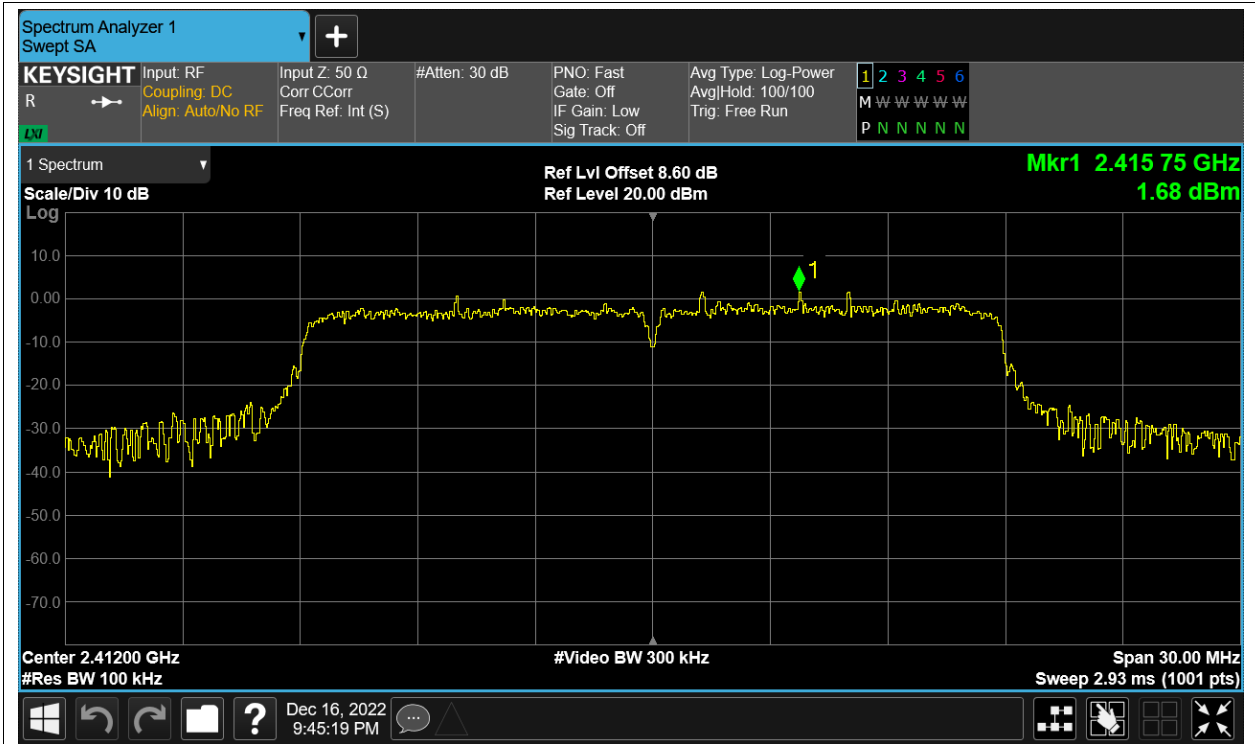 Spectrum Analyzer 1
Swept SA
KEYSIGHT
R
LXI
Input: RF
Coupling: DC
Align: Auto/No RF
Input Z: 50 Ω
Corr CCorr
Freq Ref: Int (S)
#Atten: 30 dB
PNO: Fast
Gate: Off
IF Gain: Low
Sig Track: Off
Avg Type: Log-Power
Avg|Hold: 100/100
Trig: Free Run
1 2 3 4 5 6
M W W W W W
P N N N N N
1 Spectrum
Scale/Div 10 dB
Log
Ref Lvl Offset 8.60 dB
Ref Level 20.00 dBm
Mkr1 2.415 75 GHz
1.68 dBm
1
10.0
0.00
-10.0
-20.0
-30.0
-40.0
-50.0
-60.0
-70.0
Center 2.41200 GHz
#Res BW 100 kHz
#Video BW 300 kHz
Span 30.00 MHz
Sweep 2.93 ms (1001 pts)
?
Dec 16, 2022
9:45:19 PM